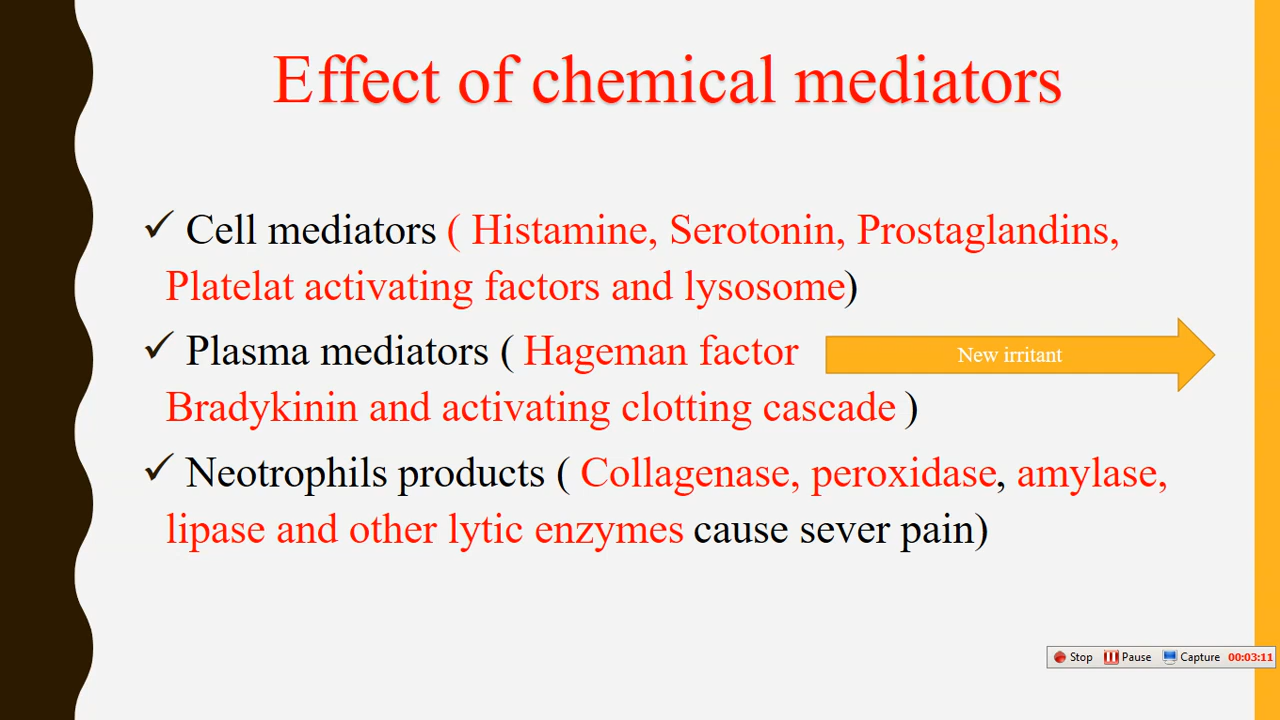 Effect of chemical mediators
✓ Cell mediators ( Histamine, Serotonin, Prostaglandins,
Platelat activating factors and lysosome)
✓ Plasma mediators ( Hageman factor
New irritant
Bradykinin and activating clotting cascade )
✓ Neotrophils products ( Collagenase, peroxidase, amylase,
lipase and other lytic enzymes cause sever pain)
Stop Pause Capture 00:03:11